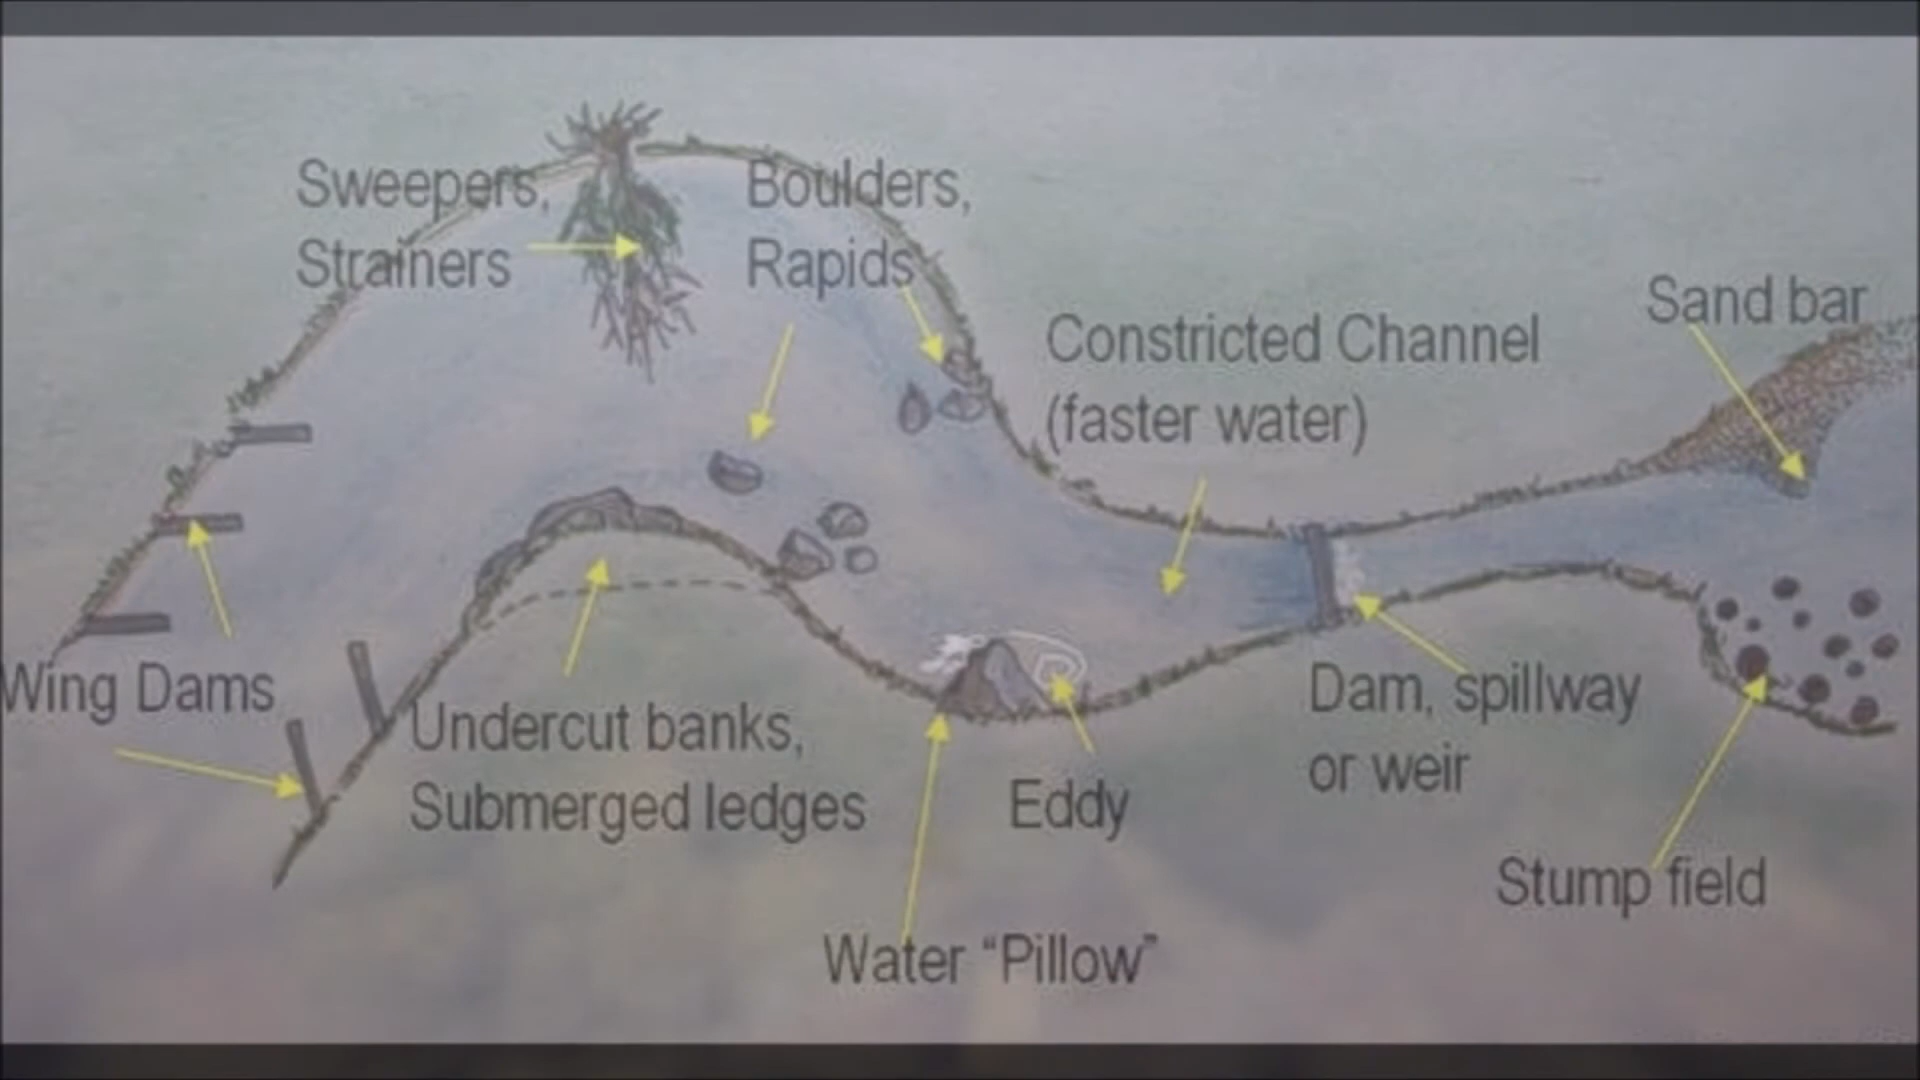 Sweepers,
Strainers
Boulders,
Rapids
Constricted Channel
(faster water)
Sand bar
Wing Dams
Undercut banks,
Submerged ledges
Eddy
Dam, spillway
or weir
Stump field
Water “Pillow”